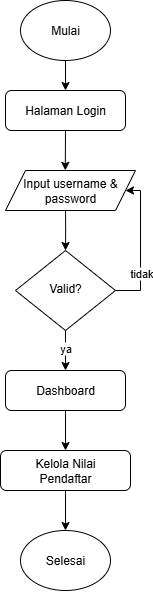 Mulai
Halaman Login
Input username &
password
Valid?
tidak
ya
Dashboard
Kelola Nilai
Pendaftar
Selesai